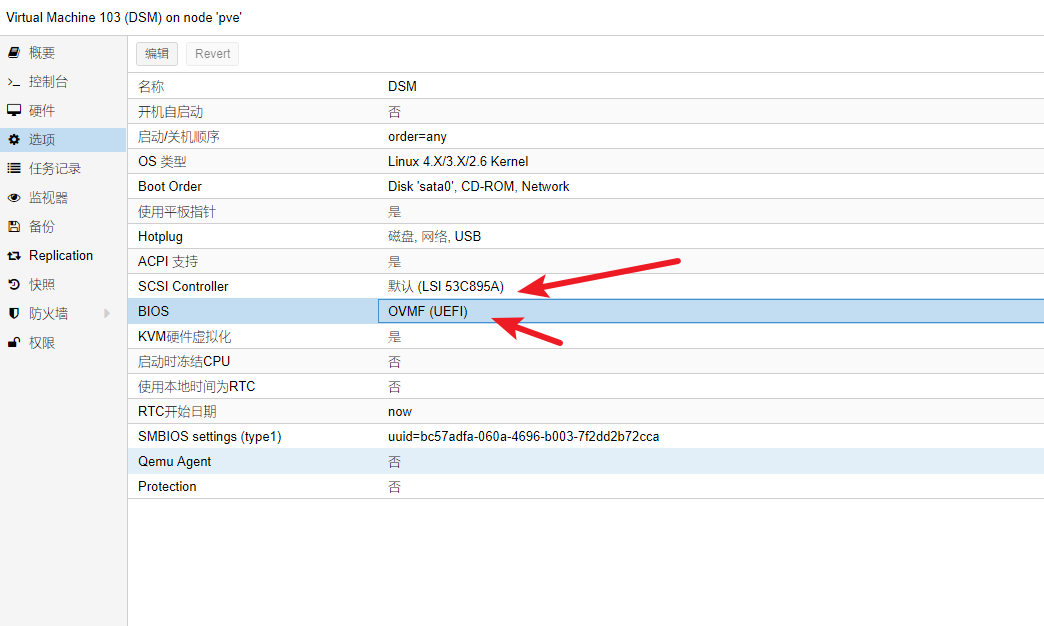 Virtual Machine 103 (DSM) on node 'pve'
概要
控制台
硬件
选项
任务记录
监视器
备份
Replication
快照
防火墙
权限
编辑 Revert
名称 DSM
开机自启动 否
启动/关机顺序 order=any
OS 类型 Linux 4.X/3.X/2.6 Kernel
Boot Order Disk 'sata0', CD-ROM, Network
使用平板指针 是
Hotplug 磁盘, 网络, USB
ACPI 支持 是
SCSI Controller 默认 (LSI 53C895A)
BIOS OVMF (UEFI)
KVM硬件虚拟化 是
启动时冻结CPU 否
使用本地时间为RTC 否
RTC开始日期 now
SMBIOS settings (type1) uuid=bc57adfa-060a-4696-b003-7f2dd2b72cca
Qemu Agent 否
Protection 否